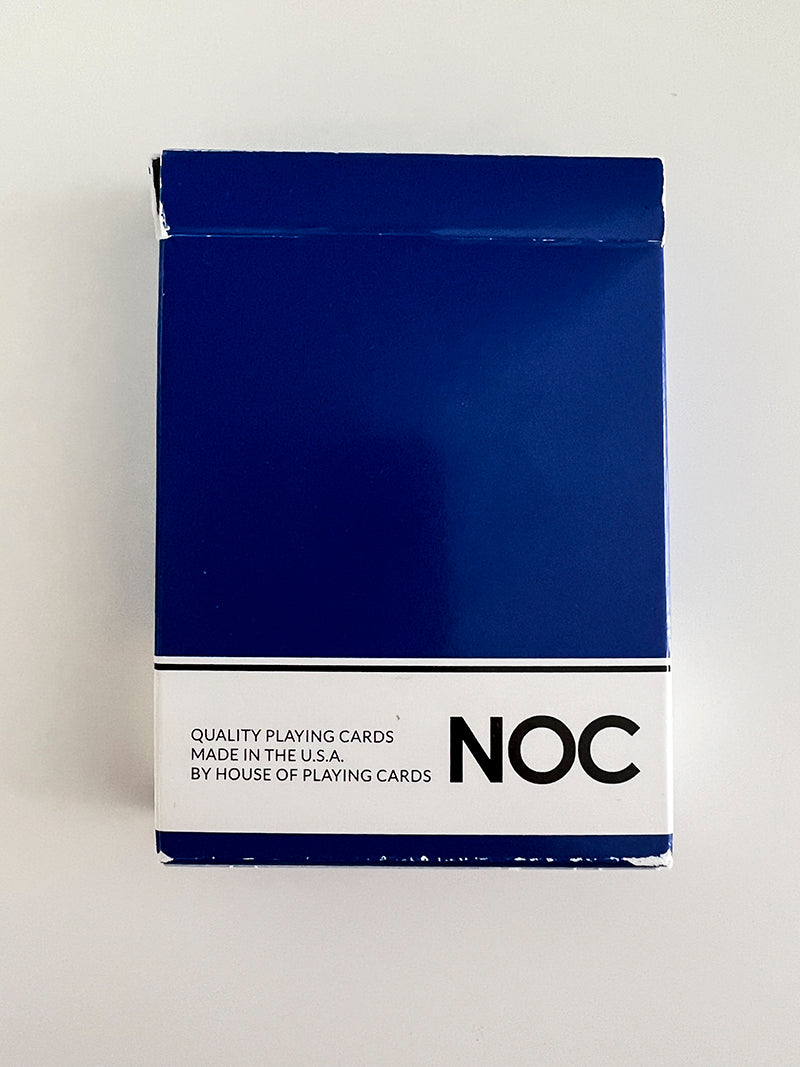 QUALITY PLAYING CARDS
MADE IN THE U.S.A.
BY HOUSE OF PLAYING CARDS
NOC